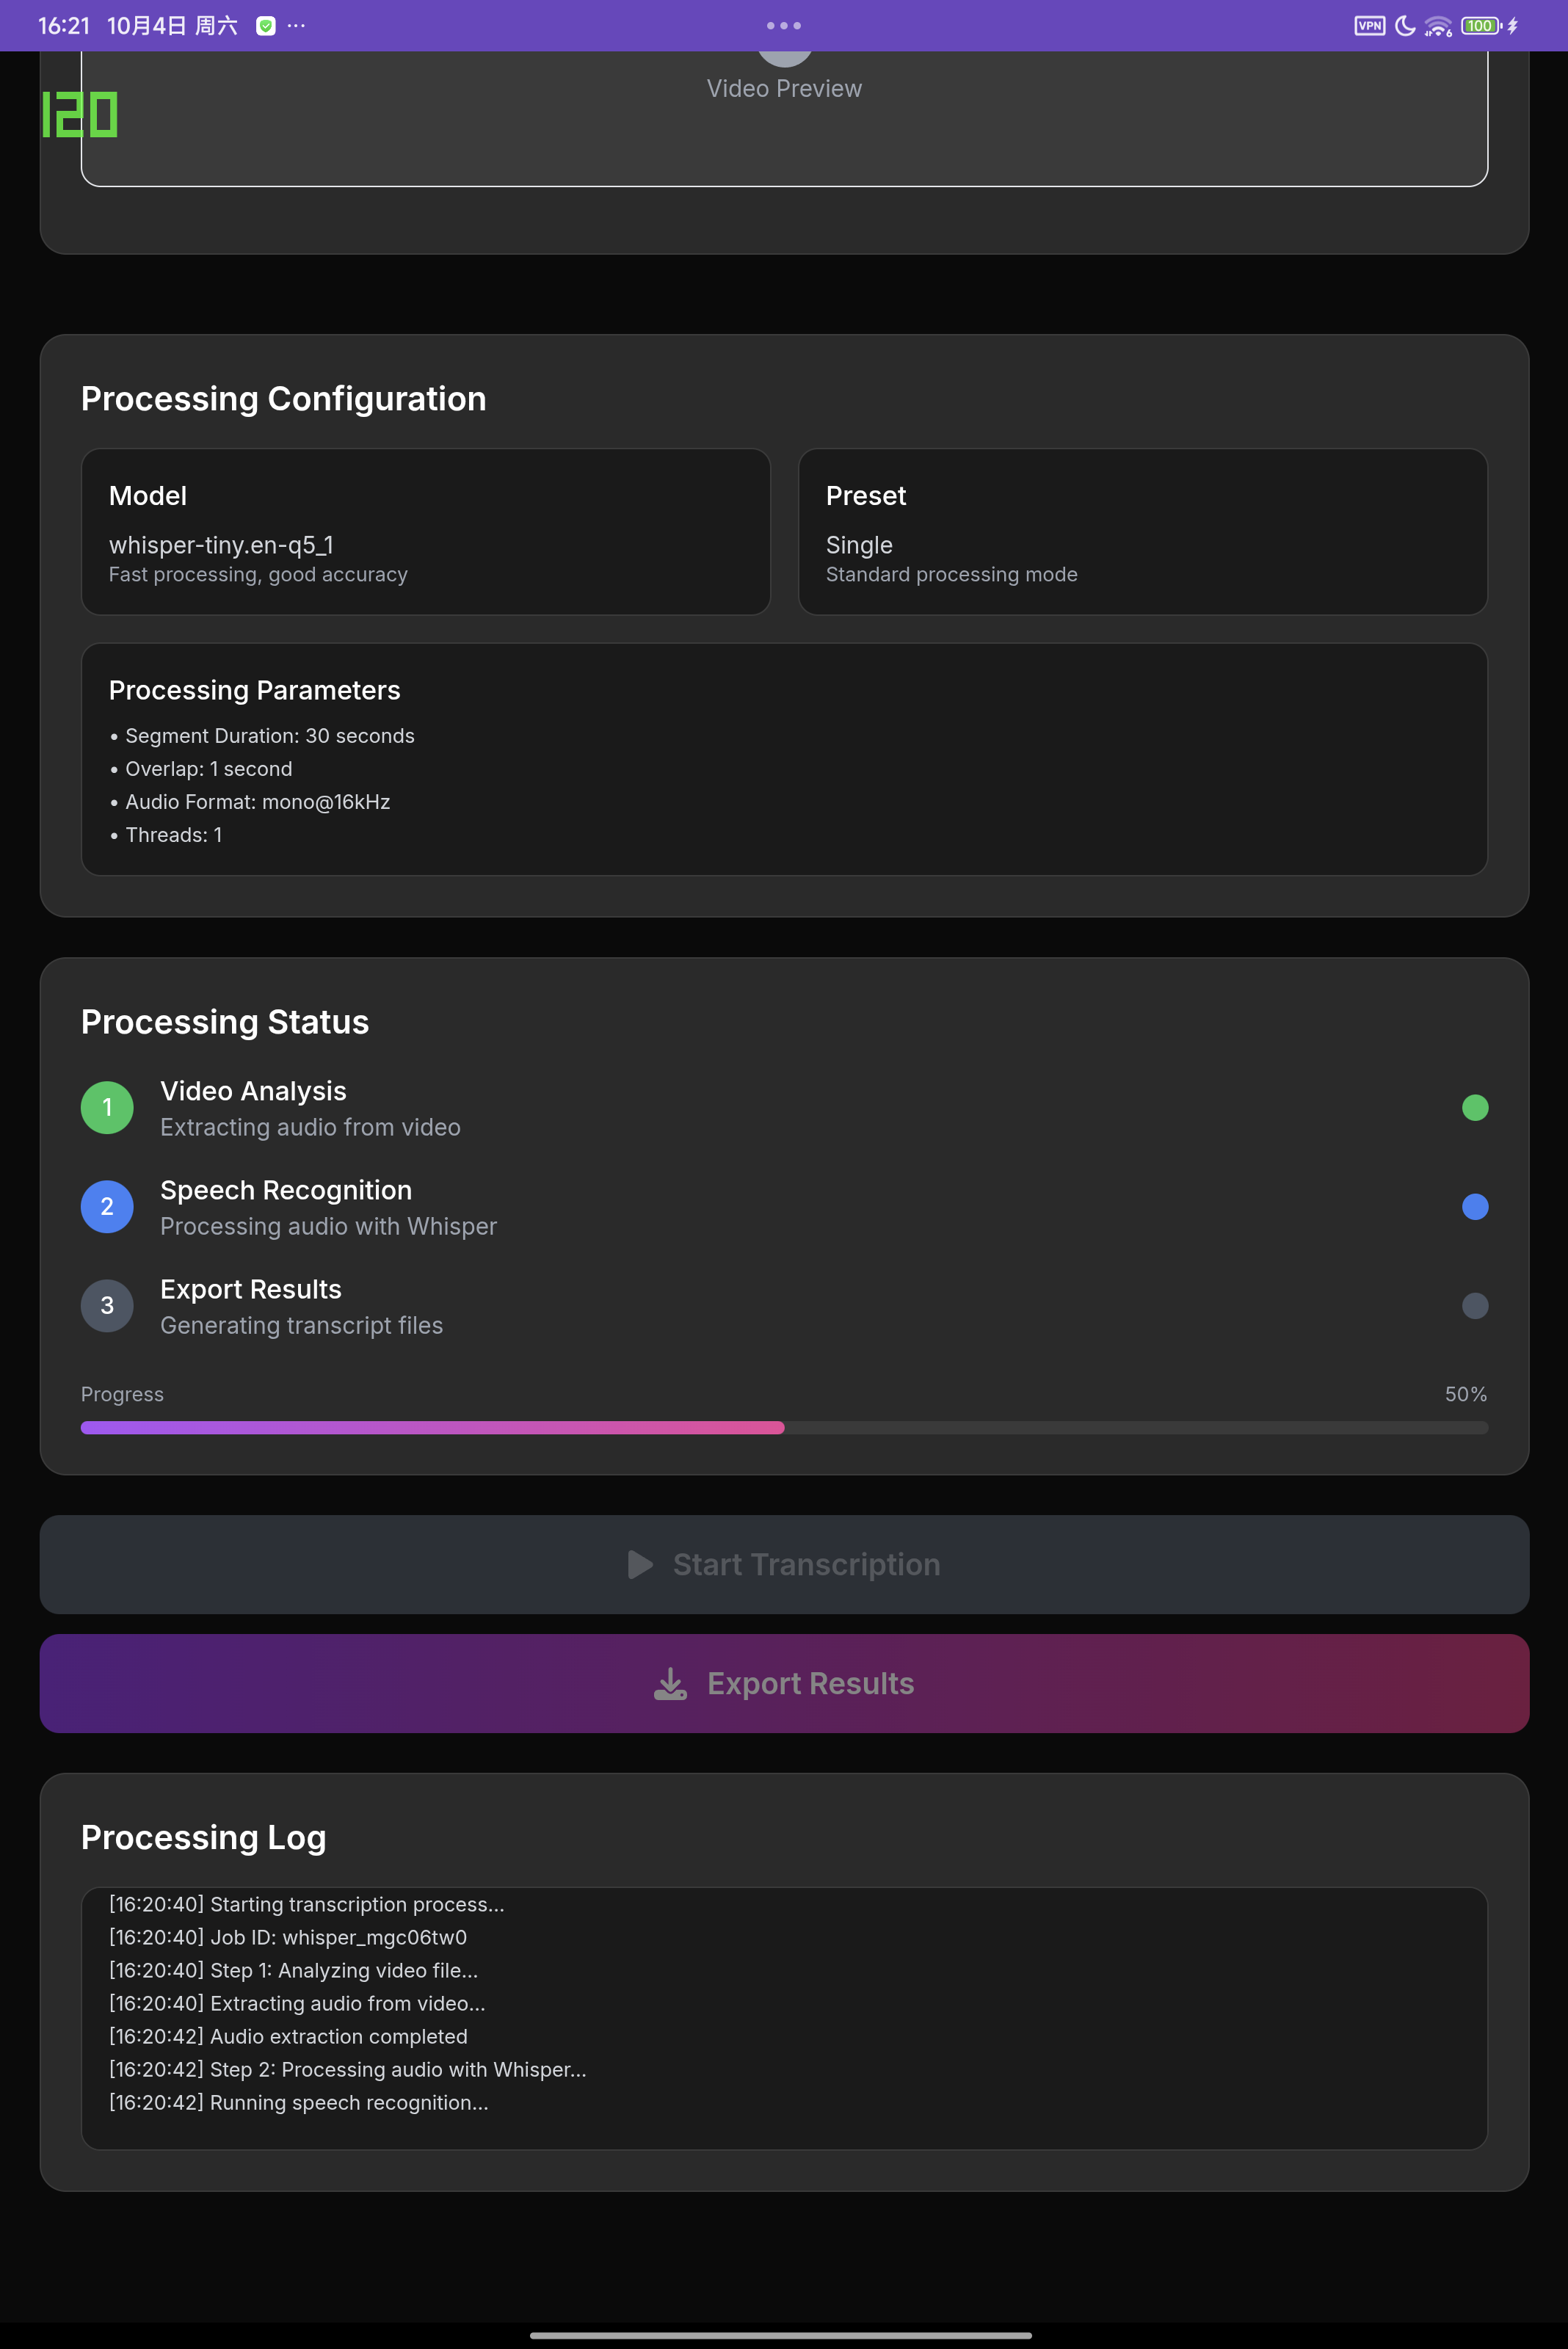 16:21 10月4日 周六 ...
VPN 6 100
Video Preview
120
Processing Configuration
Model
whisper-tiny.en-q5_1
Fast processing, good accuracy
Preset
Single
Standard processing mode
Processing Parameters
• Segment Duration: 30 seconds
• Overlap: 1 second
• Audio Format: mono@16kHz
• Threads: 1
Processing Status
1
Video Analysis
Extracting audio from video
2
Speech Recognition
Processing audio with Whisper
3
Export Results
Generating transcript files
Progress 50%
Start Transcription
Export Results
Processing Log
[16:20:40] Starting transcription process...
[16:20:40] Job ID: whisper_mgc06tw0
[16:20:40] Step 1: Analyzing video file...
[16:20:40] Extracting audio from video...
[16:20:42] Audio extraction completed
[16:20:42] Step 2: Processing audio with Whisper...
[16:20:42] Running speech recognition...